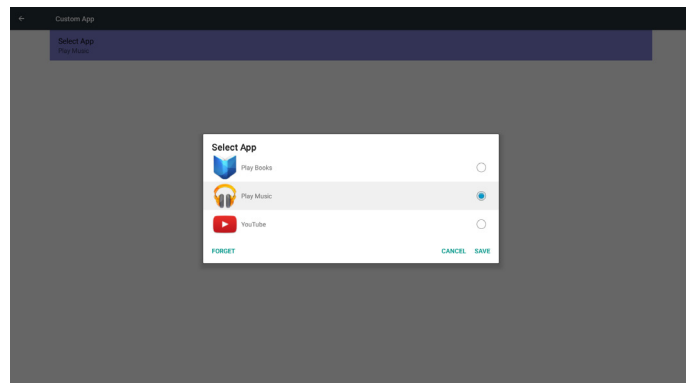 Custom App
Select App
Play Music
Select App
Play Books
Play Music
YouTube
FORGET CANCEL SAVE